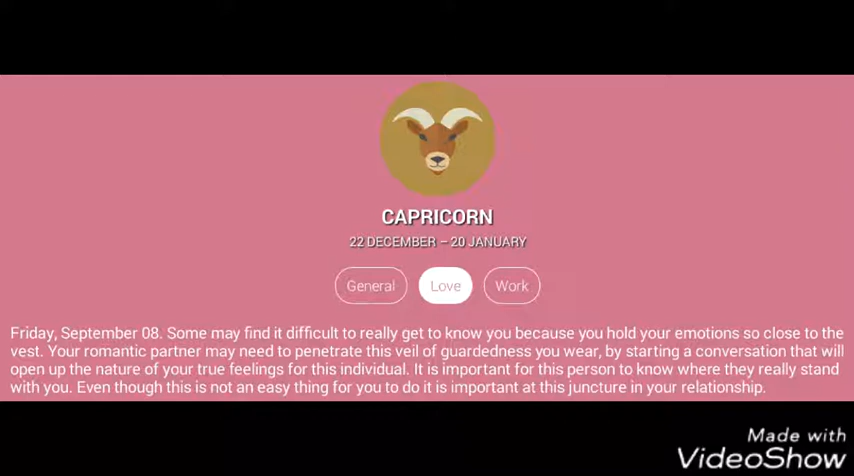 CAPRICORN
22 DECEMBER – 20 JANUARY
General Love Work
Friday, September 08. Some may find it difficult to really get to know you because you hold your emotions so close to the
vest. Your romantic partner may need to penetrate this veil of guardedness you wear, by starting a conversation that will
open up the nature of your true feelings for this individual. It is important for this person to know where they really stand
with you. Even though this is not an easy thing for you to do it is important at this juncture in your relationship.
Made with
VideoShow